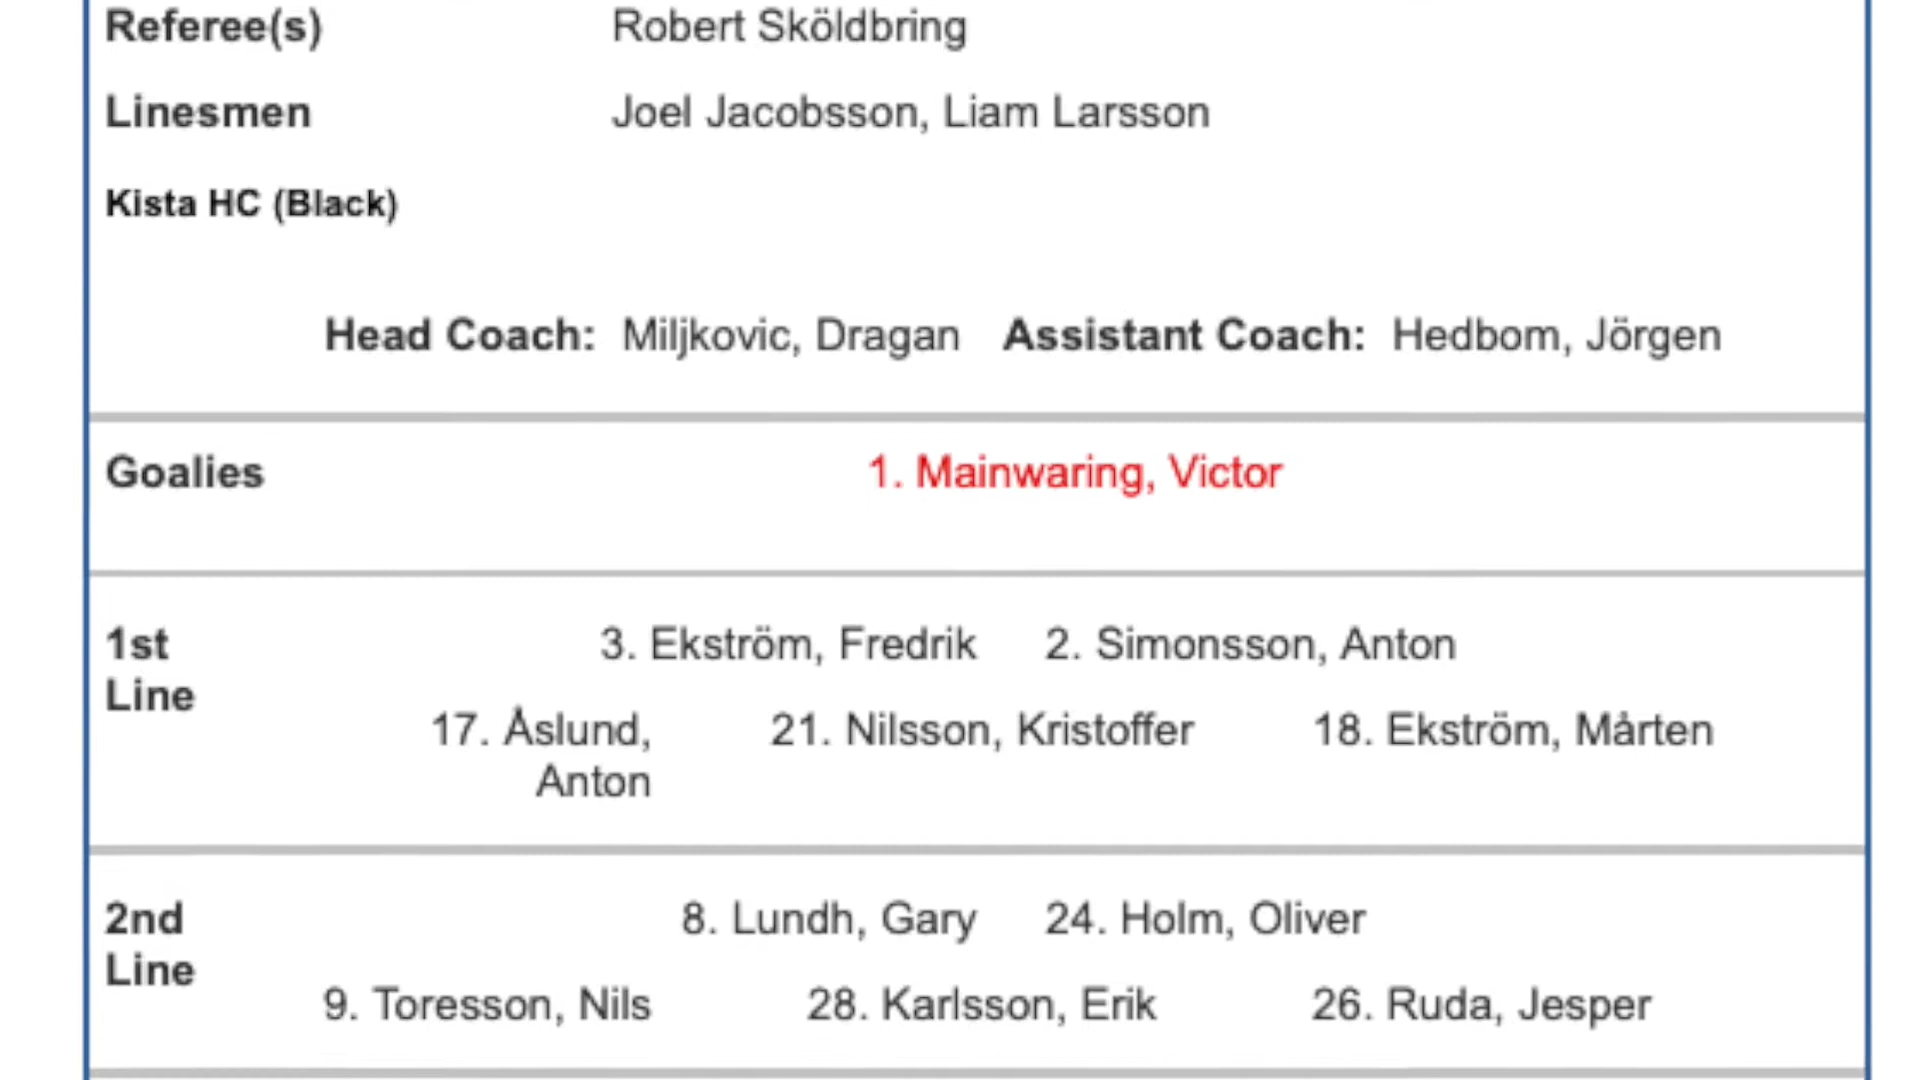 Referee(s) Robert Sköldbring
Linesmen Joel Jacobsson, Liam Larsson
Kista HC (Black)
Head Coach: Miljkovic, Dragan Assistant Coach: Hedbom, Jörgen
Goalies 1. Mainwaring, Victor
1st Line 3. Ekström, Fredrik 2. Simonsson, Anton
17. Åslund, Anton 21. Nilsson, Kristoffer 18. Ekström, Mårten
2nd Line 8. Lundh, Gary 24. Holm, Oliver
9. Toresson, Nils 28. Karlsson, Erik 26. Ruda, Jesper